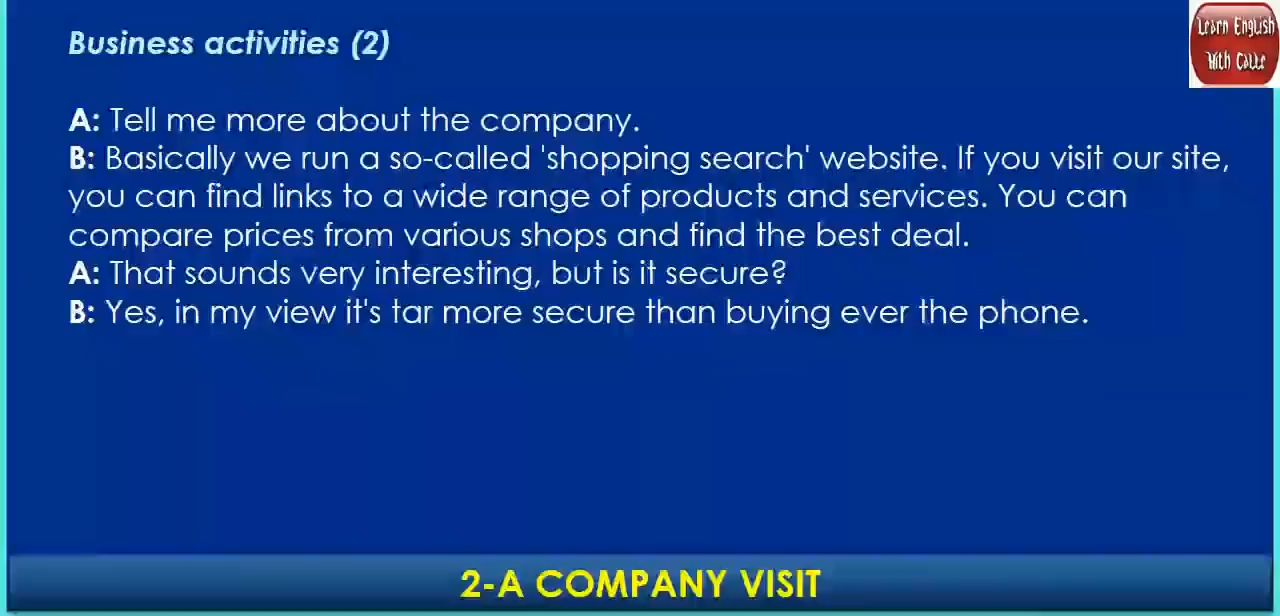 Business activities (2)
Learn English
With Calls
A: Tell me more about the company.
B: Basically we run a so-called 'shopping search' website. If you visit our site,
you can find links to a wide range of products and services. You can
compare prices from various shops and find the best deal.
A: That sounds very interesting, but is it secure?
B: Yes, in my view it's tar more secure than buying ever the phone.
2-A COMPANY VISIT